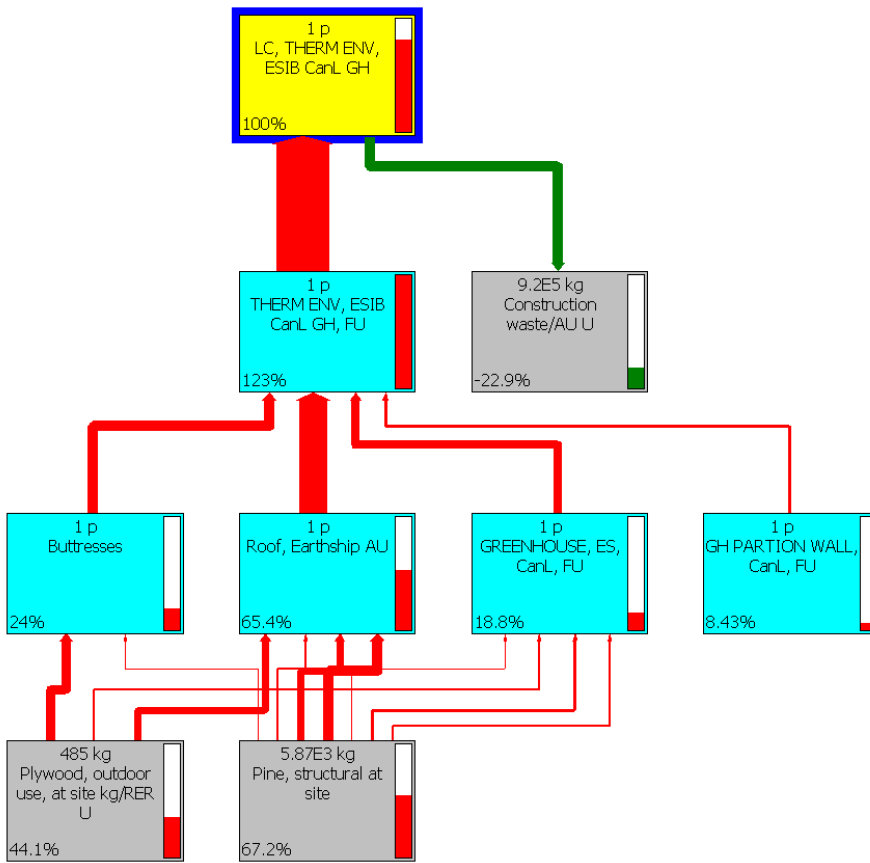 1 p
LC, THERM ENV,
ESIB CanL GH
100%
1 p
THERM ENV, ESIB
CanL GH, FU
123%
9.2E5 kg
Construction
waste/AU U
-22.9%
1 p
Buttresses
24%
1 p
Roof, Earthship AU
65.4%
1 p
GREENHOUSE, ES,
CanL, FU
18.8%
1 p
GH PARTION WALL,
CanL, FU
8.43%
485 kg
Plywood, outdoor
use, at site kg/RER
U
44.1%
5.87E3 kg
Pine, structural at
site
67.2%